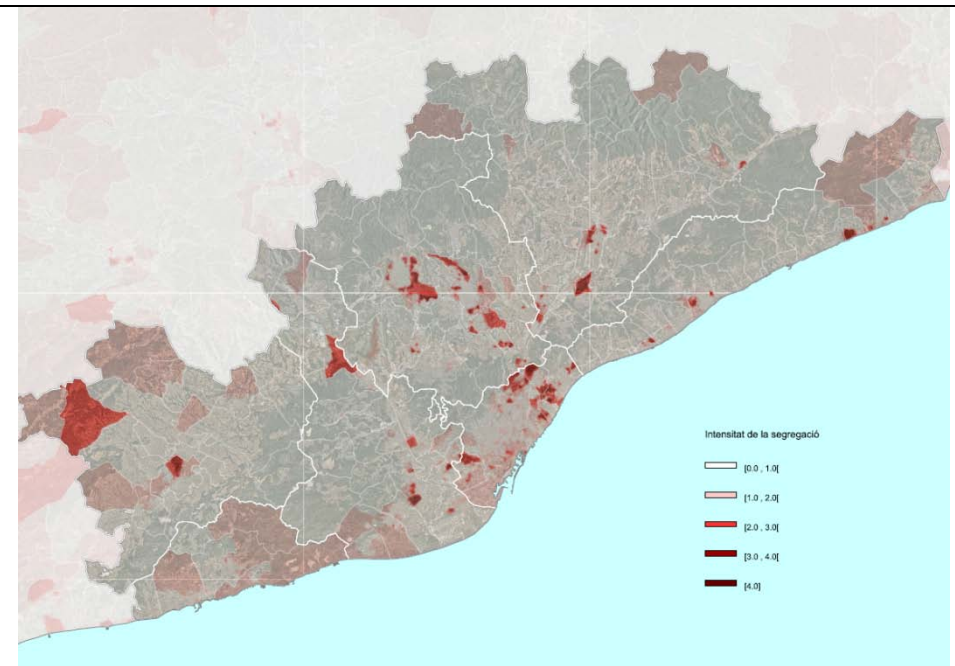 Intensitat de la segregació
[0.0 , 1.0[
[1.0 , 2.0[
[2.0 , 3.0[
[3.0 , 4.0[
[4.0]